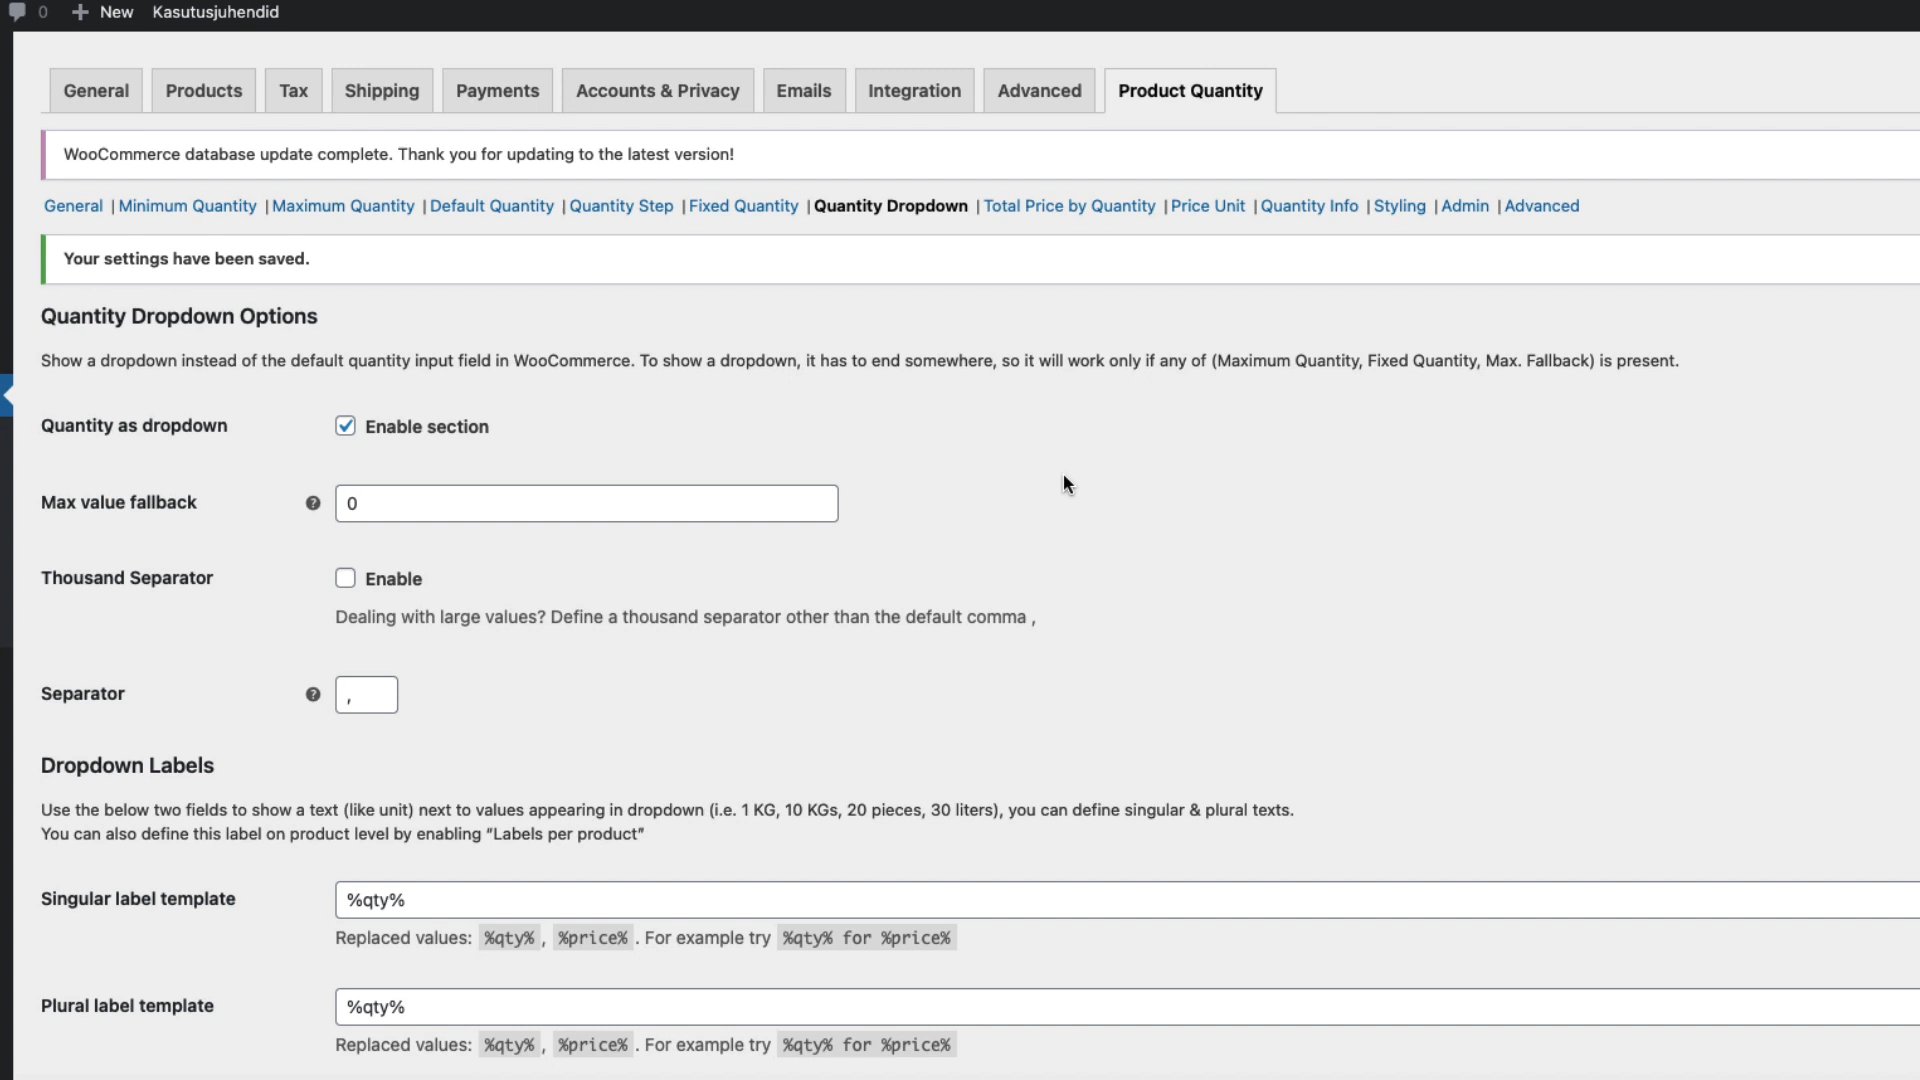 0 New Kasutusjuhendid
General Products Tax Shipping Payments Accounts & Privacy Emails Integration Advanced Product Quantity
WooCommerce database update complete. Thank you for updating to the latest version!
General | Minimum Quantity | Maximum Quantity | Default Quantity | Quantity Step | Fixed Quantity | Quantity Dropdown | Total Price by Quantity | Price Unit | Quantity Info | Styling | Admin | Advanced
Your settings have been saved.
Quantity Dropdown Options
Show a dropdown instead of the default quantity input field in WooCommerce. To show a dropdown, it has to end somewhere, so it will work only if any of (Maximum Quantity, Fixed Quantity, Max. Fallback) is present.
Quantity as dropdown Enable section
Max value fallback ? 0
Thousand Separator Enable
Dealing with large values? Define a thousand separator other than the default comma ,
Separator ? ,
Dropdown Labels
Use the below two fields to show a text (like unit) next to values appearing in dropdown (i.e. 1 KG, 10 KGs, 20 pieces, 30 liters), you can define singular & plural texts.
You can also define this label on product level by enabling “Labels per product”
Singular label template %qty%
Replaced values: %qty% , %price% . For example try %qty% for %price%
Plural label template %qty%
Replaced values: %qty% , %price% . For example try %qty% for %price%